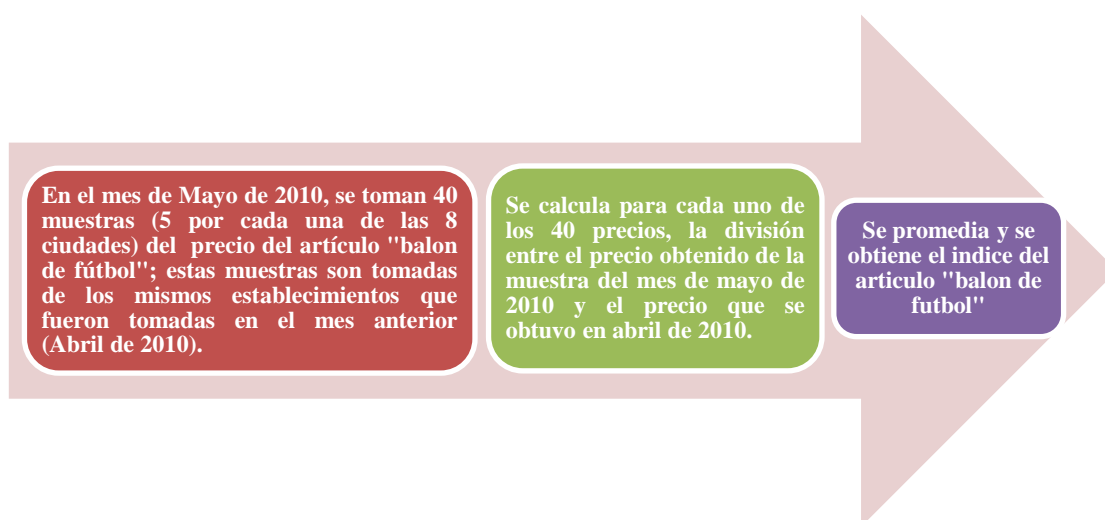 En el mes de Mayo de 2010, se toman 40
muestras (5 por cada una de las 8
ciudades) del precio del artículo "balon
de fútbol"; estas muestras son tomadas
de los mismos establecimientos que
fueron tomadas en el mes anterior
(Abril de 2010).
Se calcula para cada uno de
los 40 precios, la división
entre el precio obtenido de la
muestra del mes de mayo de
2010 y el precio que se
obtuvo en abril de 2010.
Se promedia y se
obtiene el indice del
articulo "balon de
futbol"